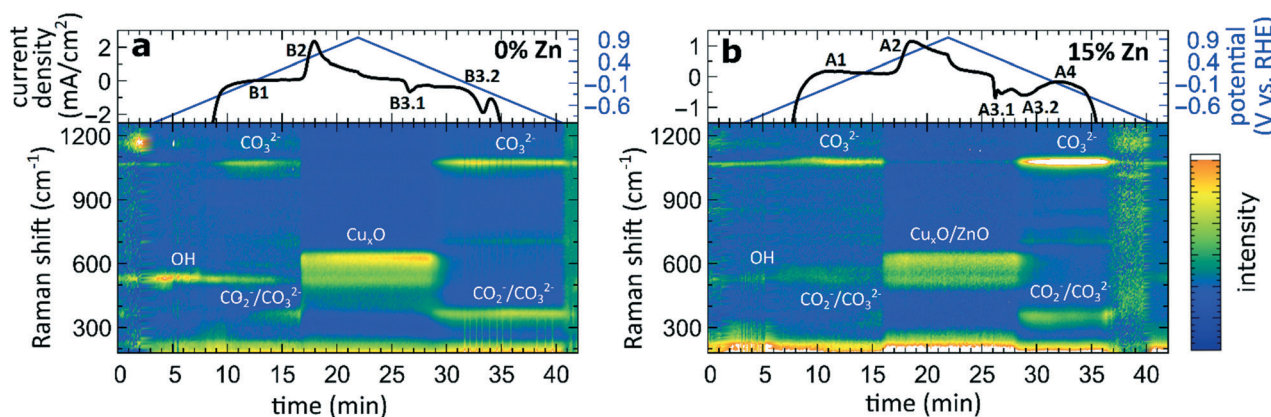 a
0% Zn
B1
B2
B3.1
B3.2
current
density
(mA/cm²)
2
0
−2
0.9
0.4
−0.1
−0.6
CO₃²⁻
CuₓO
OH
CO₂⁻/CO₃²⁻
CO₃²⁻
CO₂⁻/CO₃²⁻
Raman shift (cm⁻¹)
1200
900
600
300
0 5 10 15 20 25 30 35 40
time (min)
b
15% Zn
A1
A2
A3.1
A3.2
A4
1
0
−1
0.9
0.4
−0.1
−0.6
potential
(V vs. RHE)
CO₃²⁻
CuₓO/ZnO
OH
CO₂⁻/CO₃²⁻
CO₃²⁻
CO₂⁻/CO₃²⁻
Raman shift (cm⁻¹)
1200
900
600
300
0 5 10 15 20 25 30 35 40
time (min)
intensity